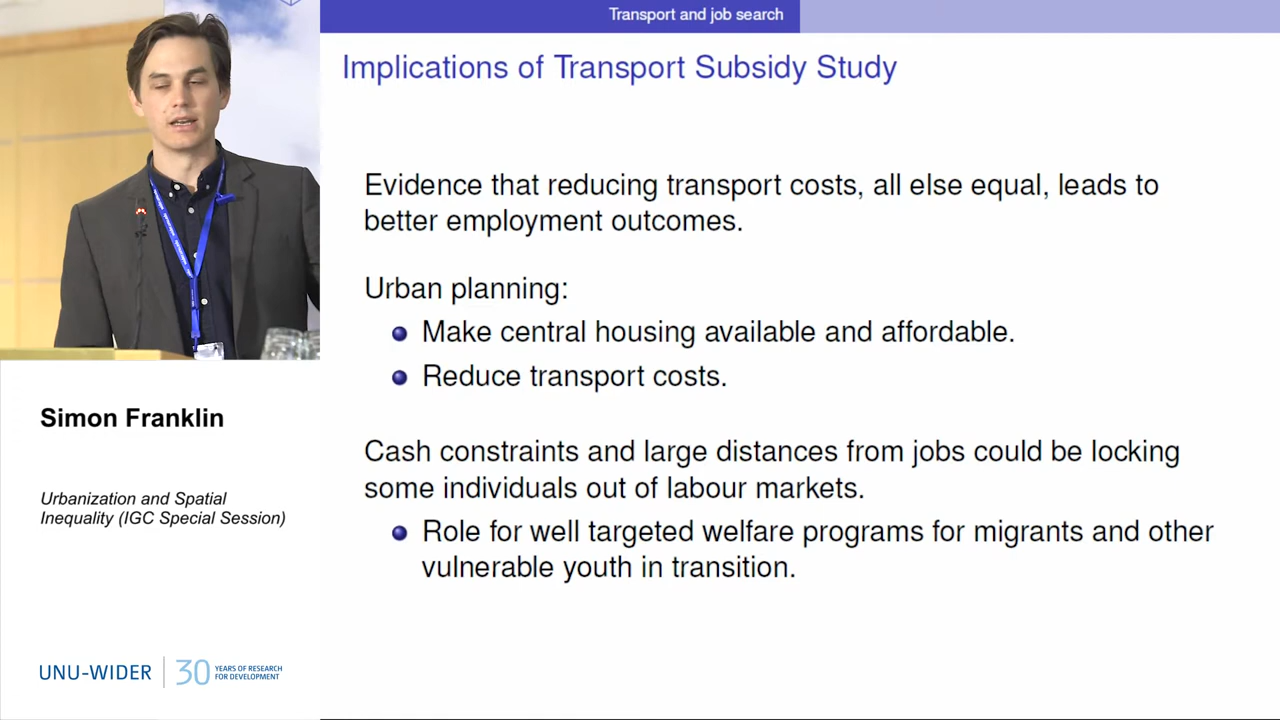 Transport and job search
Implications of Transport Subsidy Study
Evidence that reducing transport costs, all else equal, leads to
better employment outcomes.
Urban planning:
Make central housing available and affordable.
Reduce transport costs.
Cash constraints and large distances from jobs could be locking
some individuals out of labour markets.
Role for well targeted welfare programs for migrants and other
vulnerable youth in transition.
Simon Franklin
Urbanization and Spatial
Inequality (IGC Special Session)
UNU-WIDER
30
YEARS OF RESEARCH
FOR DEVELOPMENT